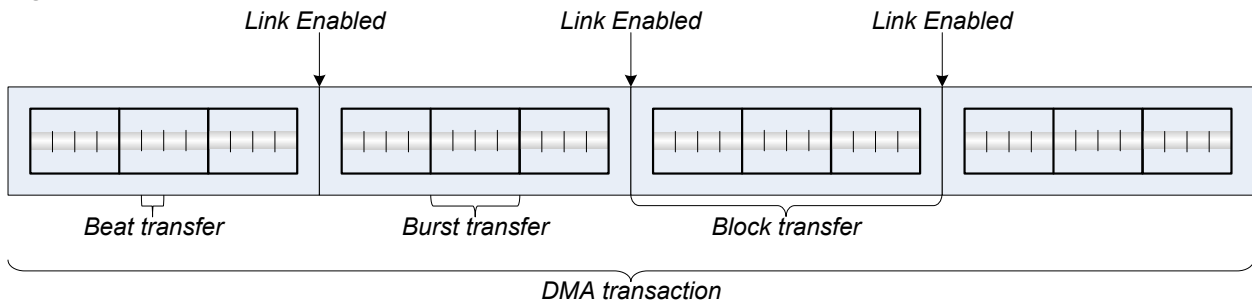 Link Enabled
Link Enabled
Link Enabled
Beat transfer
Burst transfer
Block transfer
DMA transaction